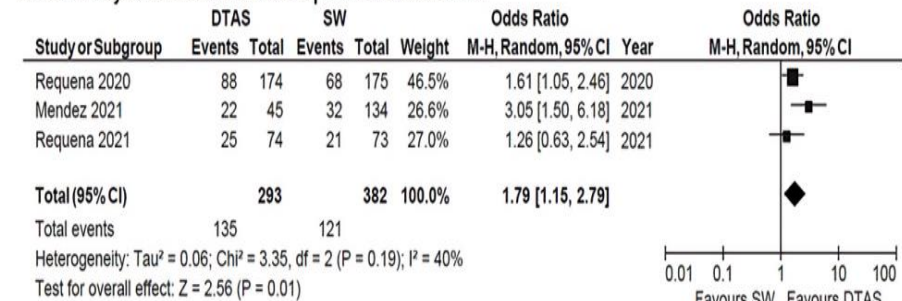 DTAS SW Odds Ratio Odds Ratio
Study or Subgroup Events Total Events Total Weight M-H, Random, 95% CI Year M-H, Random, 95% CI
Requena 2020 88 174 68 175 46.5% 1.61 [1.05, 2.46] 2020
Mendez 2021 22 45 32 134 26.6% 3.05 [1.50, 6.18] 2021
Requena 2021 25 74 21 73 27.0% 1.26 [0.63, 2.54] 2021
Total (95% CI) 293 382 100.0% 1.79 [1.15, 2.79]
Total events 135 121
Heterogeneity: Tau² = 0.06; Chi² = 3.35, df = 2 (P = 0.19); I² = 40%
Test for overall effect: Z = 2.56 (P = 0.01)
0.01 0.1 1 10 100
Favours SW Favours DTAS